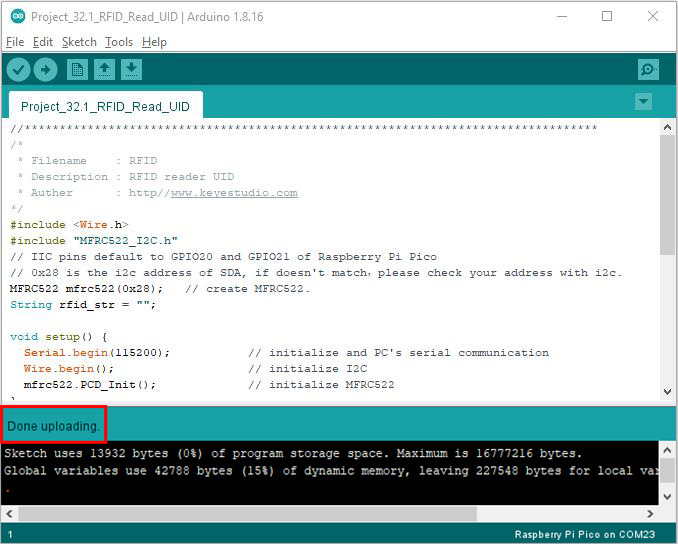 Project_32.1_RFID_Read_UID | Arduino 1.8.16
File Edit Sketch Tools Help
Project_32.1_RFID_Read_UID
//**********************************************************************************
/*
 * Filename    : RFID
 * Description : RFID reader UID
 * Auther      : http//www.keyestudio.com
*/
#include <Wire.h>
#include "MFRC522_I2C.h"
// IIC pins default to GPIO20 and GPIO21 of Raspberry Pi Pico
// 0x28 is the i2c address of SDA, if doesn't match，please check your address with i2c.
MFRC522 mfrc522(0x28);   // create MFRC522.
String rfid_str = "";
void setup() {
  Serial.begin(115200);           // initialize and PC's serial communication
  Wire.begin();                   // initialize I2C
  mfrc522.PCD_Init();             // initialize MFRC522
Done uploading.
Sketch uses 13932 bytes (0%) of program storage space. Maximum is 16777216 bytes.
Global variables use 42788 bytes (15%) of dynamic memory, leaving 227548 bytes for local var
.
1 Raspberry Pi Pico on COM23